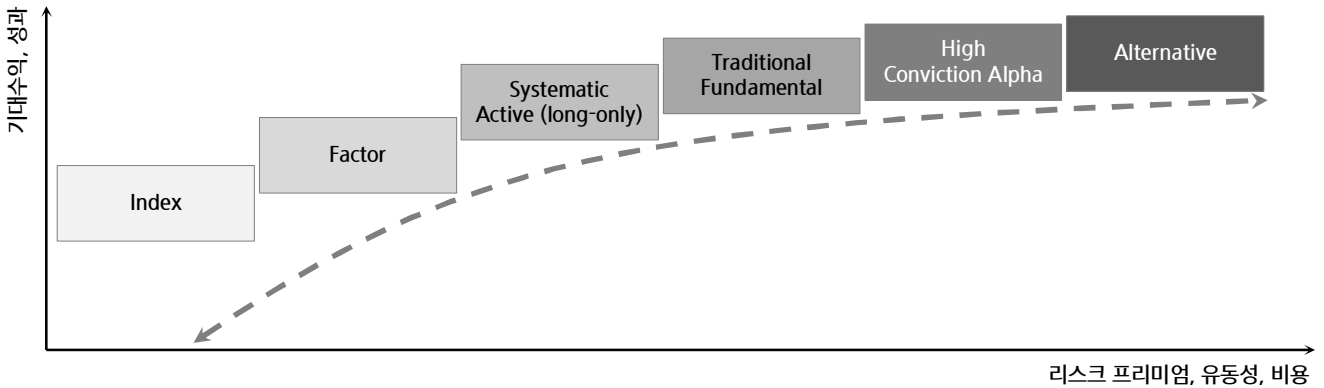 기대수익, 성과
Index
Factor
Systematic
Active (long-only)
Traditional
Fundamental
High
Conviction Alpha
Alternative
리스크 프리미엄, 유동성, 비용